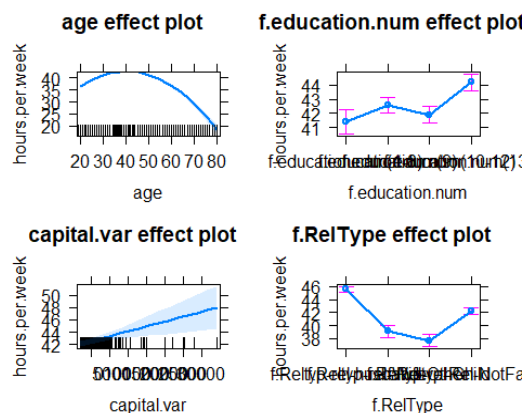 age effect plot
hours.per.week
40
35
30
25
20
20 30 40 50 60 70 80
age
f.education.num effect plot
hours.per.week
44
43
42
41
f.education.num
capital.var effect plot
hours.per.week
50
48
46
44
42
capital.var
f.RelType effect plot
hours.per.week
46
44
42
40
38
f.RelType